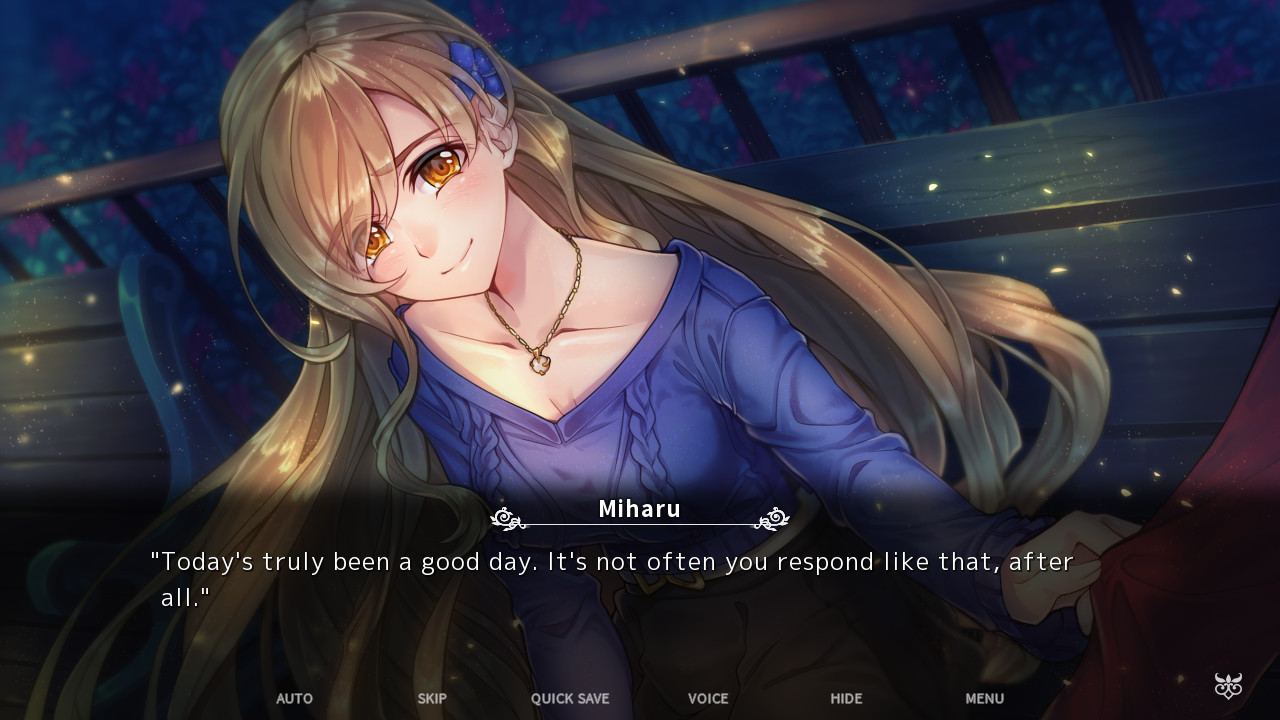 Miharu
"Today's truly been a good day. It's not often you respond like that, after
all."
AUTO SKIP QUICK SAVE VOICE HIDE MENU